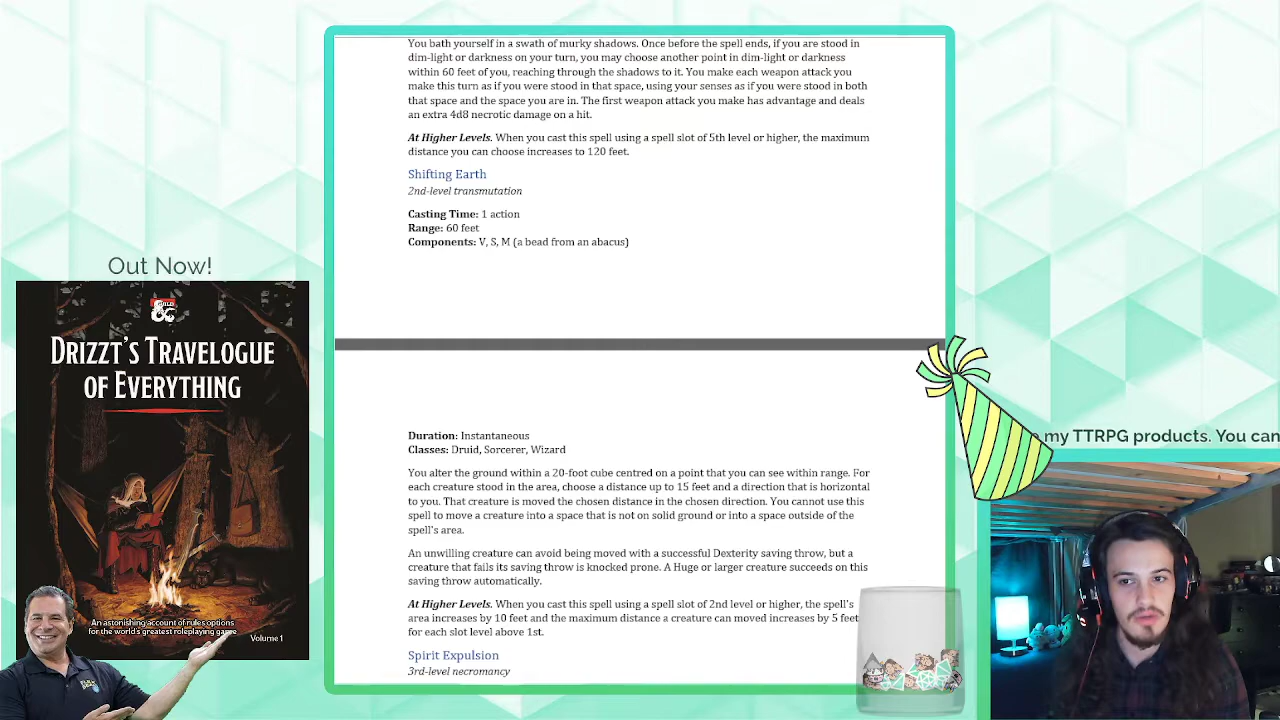 You bath yourself in a swath of murky shadows. Once before the spell ends, if you are stood in
dim-light or darkness on your turn, you may choose another point in dim-light or darkness
within 60 feet of you, reaching through the shadows to it. You make each weapon attack you
make this turn as if you were stood in that space, using your senses as if you were stood in both
that space and the space you are in. The first weapon attack you make has advantage and deals
an extra 4d8 necrotic damage on a hit.
At Higher Levels. When you cast this spell using a spell slot of 5th level or higher, the maximum
distance you can choose increases to 120 feet.
Shifting Earth
2nd-level transmutation
Casting Time: 1 action
Range: 60 feet
Components: V, S, M (a bead from an abacus)
Duration: Instantaneous
Classes: Druid, Sorcerer, Wizard
You alter the ground within a 20-foot cube centred on a point that you can see within range. For
each creature stood in the area, choose a distance up to 15 feet and a direction that is horizontal
to you. That creature is moved the chosen distance in the chosen direction. You cannot use this
spell to move a creature into a space that is not on solid ground or into a space outside of the
spell's area.
An unwilling creature can avoid being moved with a successful Dexterity saving throw, but a
creature that fails its saving throw is knocked prone. A Huge or larger creature succeeds on this
saving throw automatically.
At Higher Levels. When you cast this spell using a spell slot of 2nd level or higher, the spell's
area increases by 10 feet and the maximum distance a creature can moved increases by 5 feet
for each slot level above 1st.
Spirit Expulsion
3rd-level necromancy
Out Now!
&
Drizzt's Travelogue
of Everything
An astonishing account of rules options
for the world's greatest roleplaying game
Volume 1
my TTRPG products. You can